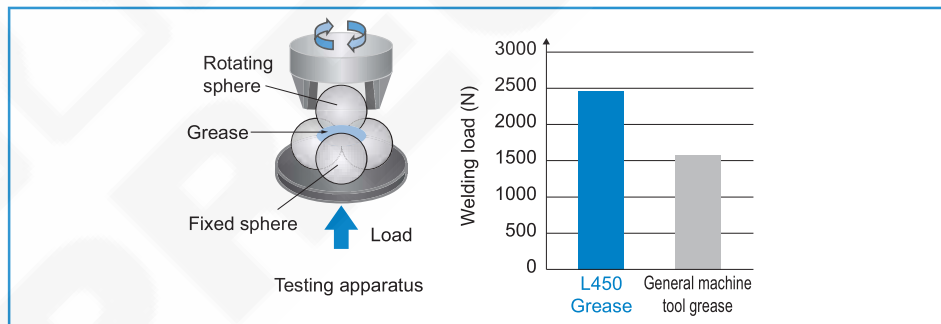 Rotating
sphere
Grease
Fixed sphere
Load
Testing apparatus
Welding load (N)
3000
2500
2000
1500
1000
500
0
L450
Grease
General machine
tool grease